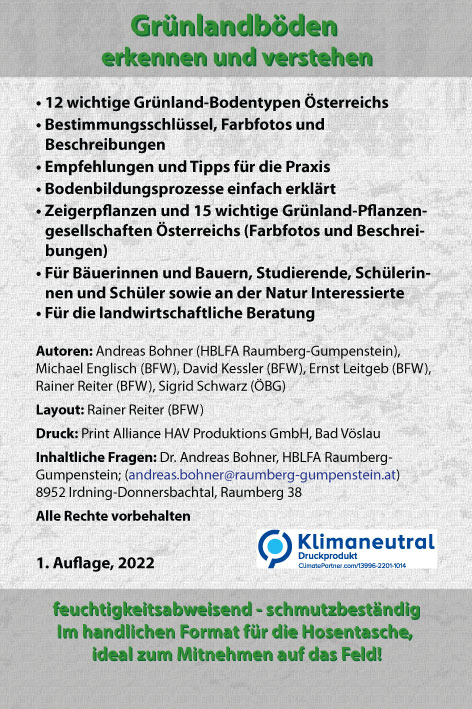 Grünlandböden
erkennen und verstehen
• 12 wichtige Grünland-Bodentypen Österreichs
• Bestimmungsschlüssel, Farbfotos und
Beschreibungen
• Empfehlungen und Tipps für die Praxis
• Bodenbildungsprozesse einfach erklärt
• Zeigerpflanzen und 15 wichtige Grünland-Pflanzen-
gesellschaften Österreichs (Farbfotos und Beschrei-
bungen)
• Für Bäuerinnen und Bauern, Studierende, Schülerin-
nen und Schüler sowie an der Natur Interessierte
• Für die landwirtschaftliche Beratung
Autoren: Andreas Bohner (HBLFA Raumberg-Gumpenstein),
Michael Englisch (BFW), David Kessler (BFW), Ernst Leitgeb (BFW),
Rainer Reiter (BFW), Sigrid Schwarz (ÖBG)
Layout: Rainer Reiter (BFW)
Druck: Print Alliance HAV Produktions GmbH, Bad Vöslau
Inhaltliche Fragen: Dr. Andreas Bohner, HBLFA Raumberg-
Gumpenstein; (andreas.bohner@raumberg-gumpenstein.at)
8952 Irdning-Donnersbachtal, Raumberg 38
Alle Rechte vorbehalten
1. Auflage, 2022
Klimaneutral
Druckprodukt
ClimatePartner.com/13996-2201-1014
feuchtigkeitsabweisend - schmutzbeständig
Im handlichen Format für die Hosentasche,
ideal zum Mitnehmen auf das Feld!